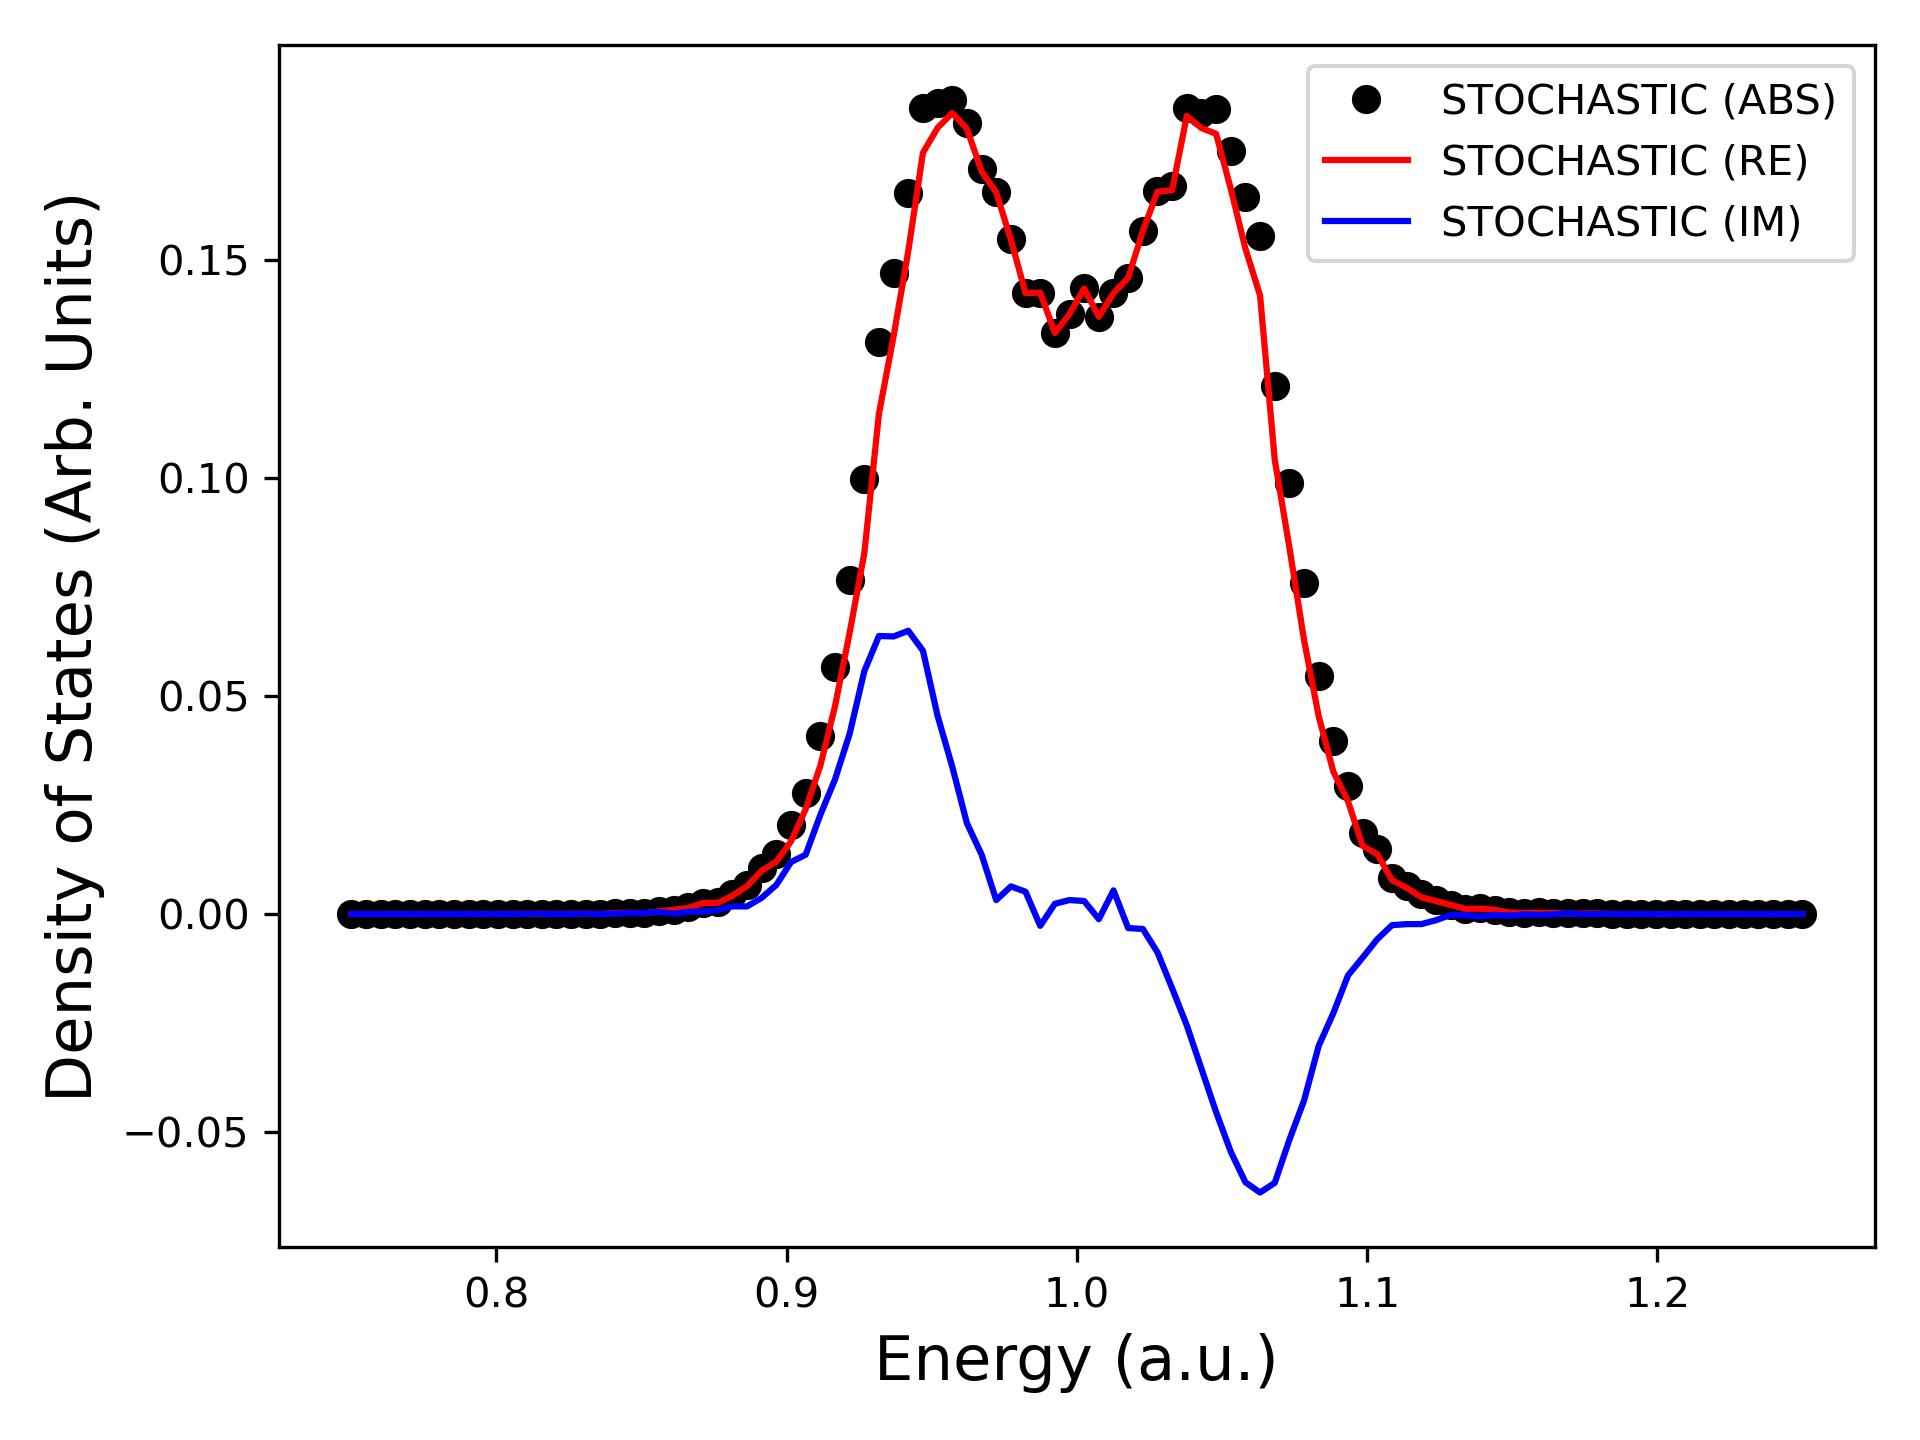 STOCHASTIC (ABS)
STOCHASTIC (RE)
STOCHASTIC (IM)
Density of States (Arb. Units)
0.15
0.10
0.05
0.00
−0.05
0.8 0.9 1.0 1.1 1.2
Energy (a.u.)